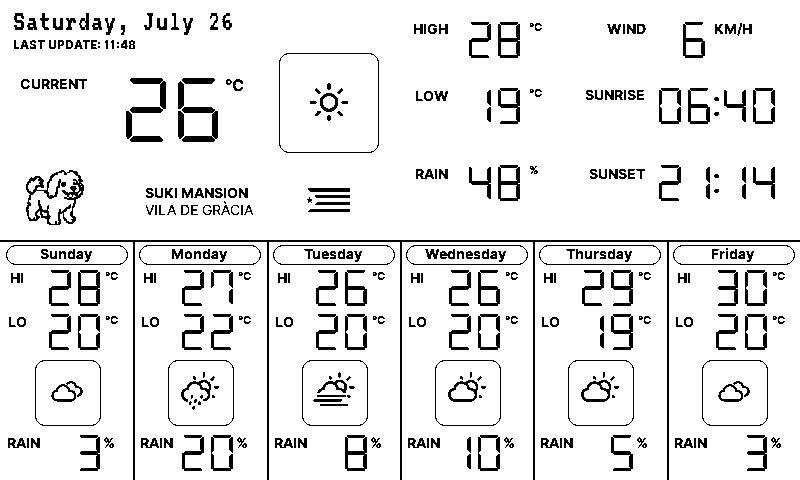 Saturday, July 26
LAST UPDATE: 11:48
CURRENT 26 °C
SUKI MANSION
VILA DE GRÀCIA
HIGH 28 °C
LOW 19 °C
RAIN 48 %
WIND 6 KM/H
SUNRISE 06:40
SUNSET 21:14
Sunday
HI 28 °C
LO 20 °C
RAIN 3 %
Monday
HI 27 °C
LO 22 °C
RAIN 20 %
Tuesday
HI 26 °C
LO 20 °C
RAIN 8 %
Wednesday
HI 26 °C
LO 20 °C
RAIN 10 %
Thursday
HI 29 °C
LO 19 °C
RAIN 5 %
Friday
HI 30 °C
LO 20 °C
RAIN 3 %